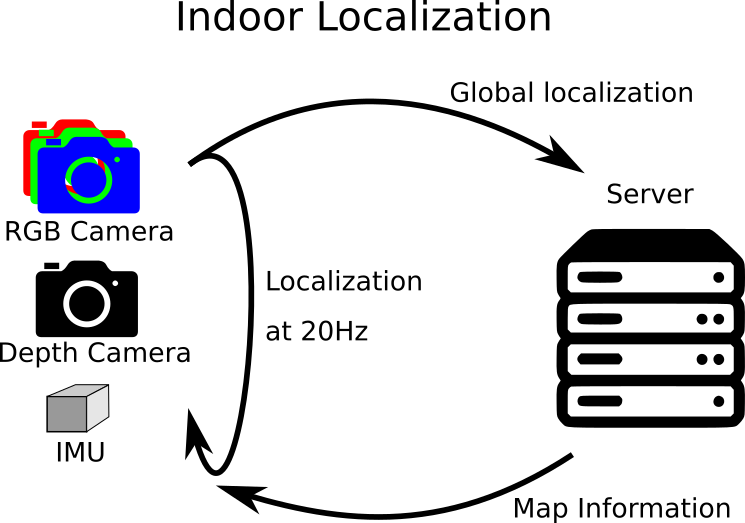 Indoor Localization
Global localization
Server
RGB Camera
Localization
at 20Hz
Depth Camera
IMU
Map Information